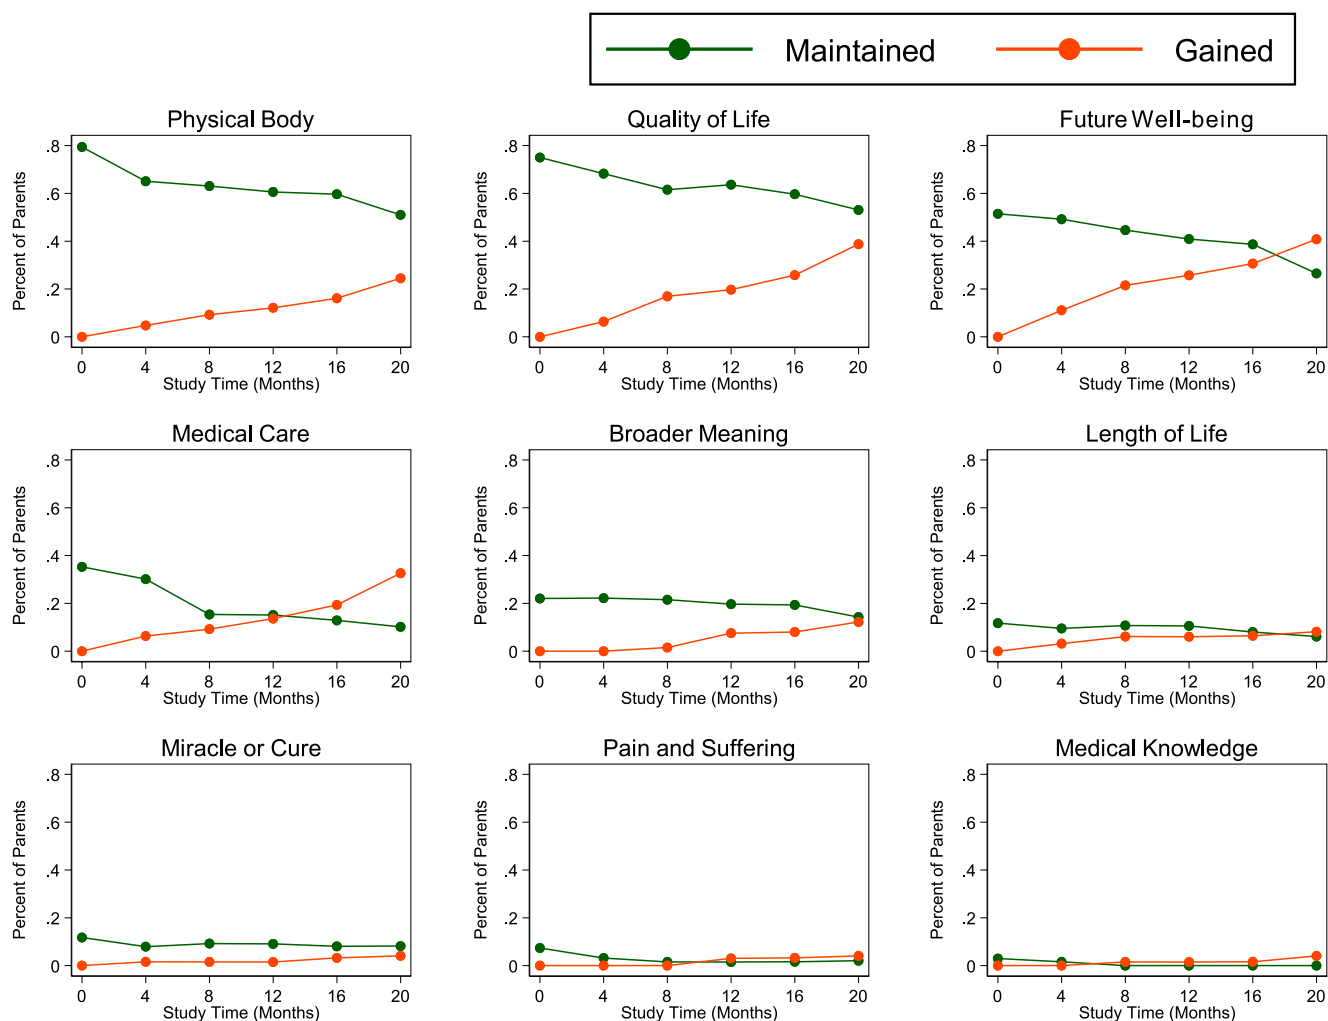 Maintained Gained
Physical Body
Percent of Parents
.8
.6
.4
.2
0
0 4 8 12 16 20
Study Time (Months)
Quality of Life
Percent of Parents
.8
.6
.4
.2
0
0 4 8 12 16 20
Study Time (Months)
Future Well-being
Percent of Parents
.8
.6
.4
.2
0
0 4 8 12 16 20
Study Time (Months)
Medical Care
Percent of Parents
.8
.6
.4
.2
0
0 4 8 12 16 20
Study Time (Months)
Broader Meaning
Percent of Parents
.8
.6
.4
.2
0
0 4 8 12 16 20
Study Time (Months)
Length of Life
Percent of Parents
.8
.6
.4
.2
0
0 4 8 12 16 20
Study Time (Months)
Miracle or Cure
Percent of Parents
.8
.6
.4
.2
0
0 4 8 12 16 20
Study Time (Months)
Pain and Suffering
Percent of Parents
.8
.6
.4
.2
0
0 4 8 12 16 20
Study Time (Months)
Medical Knowledge
Percent of Parents
.8
.6
.4
.2
0
0 4 8 12 16 20
Study Time (Months)